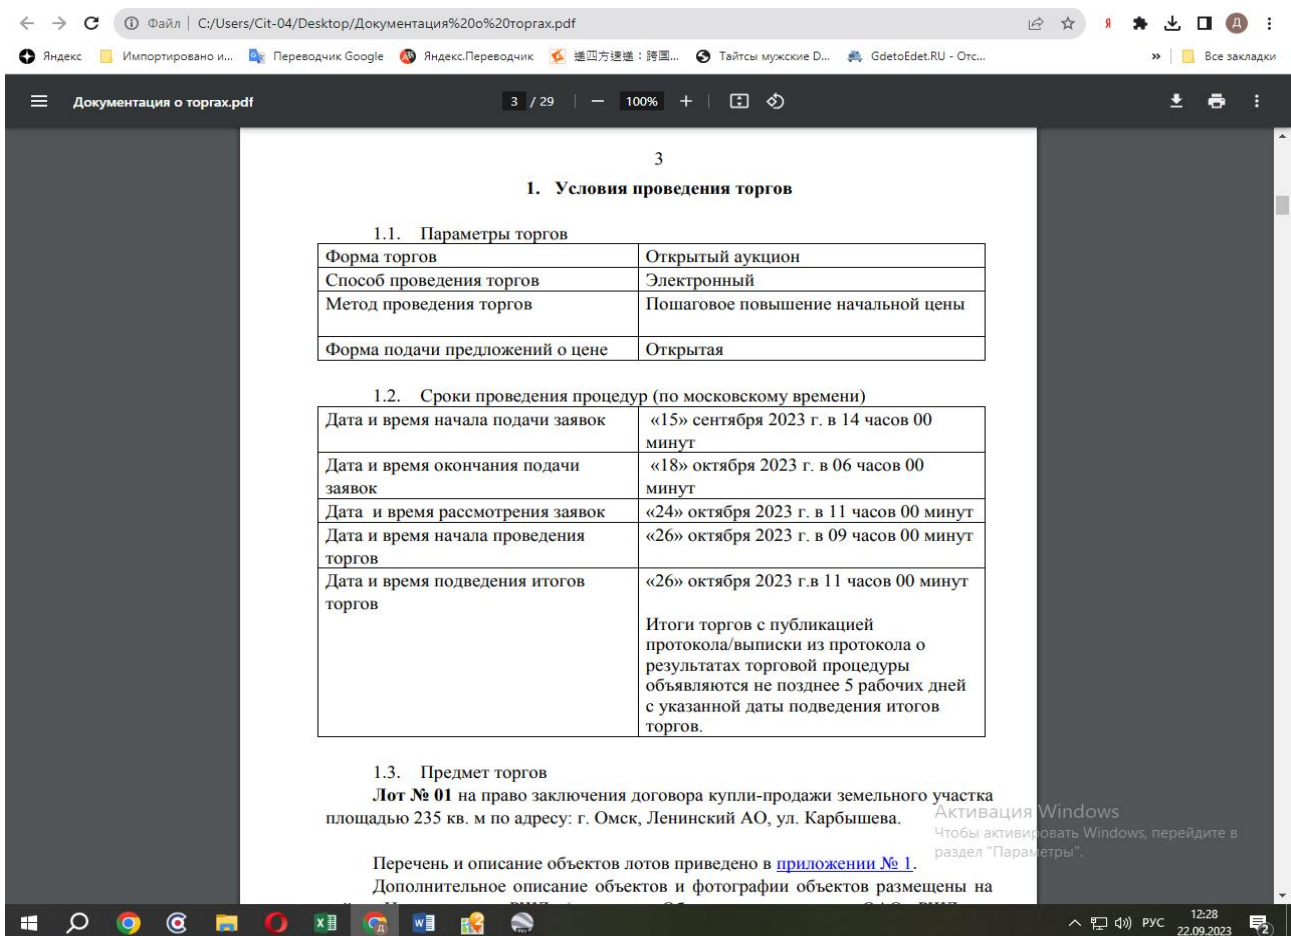 Файл | C:/Users/Cit-04/Desktop/Документация%20о%20торгах.pdf
Я
Д
Яндекс
Импортировано и...
Переводчик Google
Яндекс.Переводчик
遞四方速遞：跨國...
Тайтсы мужские D...
GdetoEdet.RU - Отс...
»
Все закладки
Документация о торгах.pdf
3 / 29 | — 100% + |
3
1. Условия проведения торгов
1.1. Параметры торгов
Форма торгов Открытый аукцион
Способ проведения торгов Электронный
Метод проведения торгов Пошаговое повышение начальной цены
Форма подачи предложений о цене Открытая
1.2. Сроки проведения процедур (по московскому времени)
Дата и время начала подачи заявок «15» сентября 2023 г. в 14 часов 00
минут
Дата и время окончания подачи «18» октября 2023 г. в 06 часов 00
заявок минут
Дата и время рассмотрения заявок «24» октября 2023 г. в 11 часов 00 минут
Дата и время начала проведения «26» октября 2023 г. в 09 часов 00 минут
торгов
Дата и время подведения итогов «26» октября 2023 г.в 11 часов 00 минут
торгов
Итоги торгов с публикацией
протокола/выписки из протокола о
результатах торговой процедуры
объявляются не позднее 5 рабочих дней
с указанной даты подведения итогов
торгов.
1.3. Предмет торгов
Лот № 01 на право заключения договора купли-продажи земельного участка
площадью 235 кв. м по адресу: г. Омск, Ленинский АО, ул. Карбышева.
Перечень и описание объектов лотов приведено в приложении № 1.
Дополнительное описание объектов и фотографии объектов размещены на
Активация Windows
Чтобы активировать Windows, перейдите в
раздел "Параметры".
РУС
12:28
22.09.2023
2